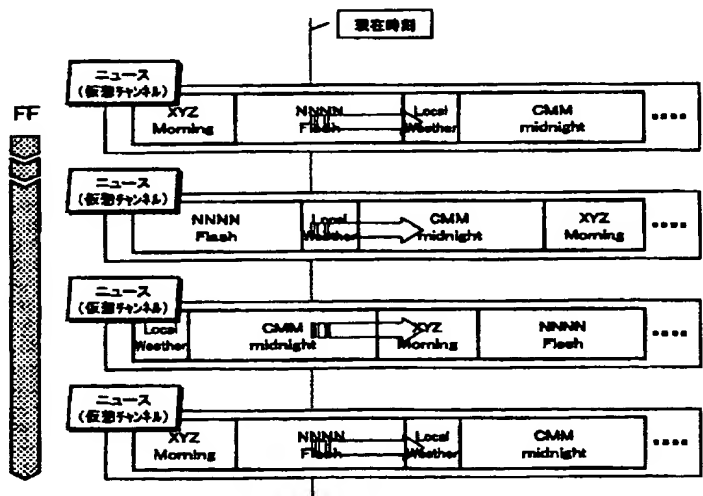 現在時刻
FF
ニュース
(仮想チャンネル)
XYZ
Morning
NNNN
Flash
Local
Weather
CMM
midnight
••••
ニュース
(仮想チャンネル)
NNNN
Flash
Local
Weather
CMM
midnight
XYZ
Morning
••••
ニュース
(仮想チャンネル)
Local
Weather
CMM
midnight
XYZ
Morning
NNNN
Flash
••••
ニュース
(仮想チャンネル)
XYZ
Morning
NNNN
Flash
Local
Weather
CMM
midnight
••••